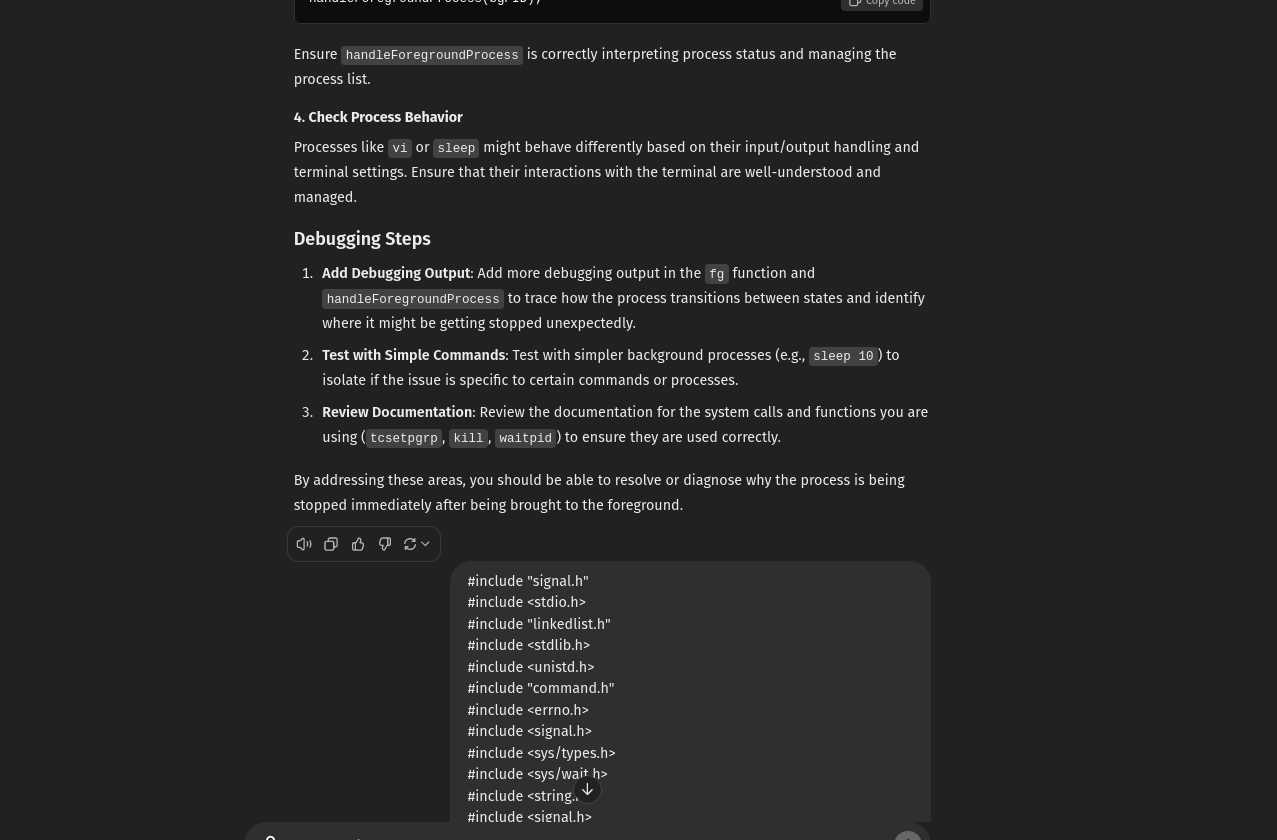 Copy code
Ensure handleForegroundProcess is correctly interpreting process status and managing the
process list.
4. Check Process Behavior
Processes like vi or sleep might behave differently based on their input/output handling and
terminal settings. Ensure that their interactions with the terminal are well-understood and
managed.
Debugging Steps
1. Add Debugging Output: Add more debugging output in the fg function and
handleForegroundProcess to trace how the process transitions between states and identify
where it might be getting stopped unexpectedly.
2. Test with Simple Commands: Test with simpler background processes (e.g., sleep 10) to
isolate if the issue is specific to certain commands or processes.
3. Review Documentation: Review the documentation for the system calls and functions you are
using (tcsetpgrp, kill, waitpid) to ensure they are used correctly.
By addressing these areas, you should be able to resolve or diagnose why the process is being
stopped immediately after being brought to the foreground.
#include "signal.h"
#include <stdio.h>
#include "linkedlist.h"
#include <stdlib.h>
#include <unistd.h>
#include "command.h"
#include <errno.h>
#include <signal.h>
#include <sys/types.h>
#include <sys/wait.h>
#include <string.
#include <signal.h>